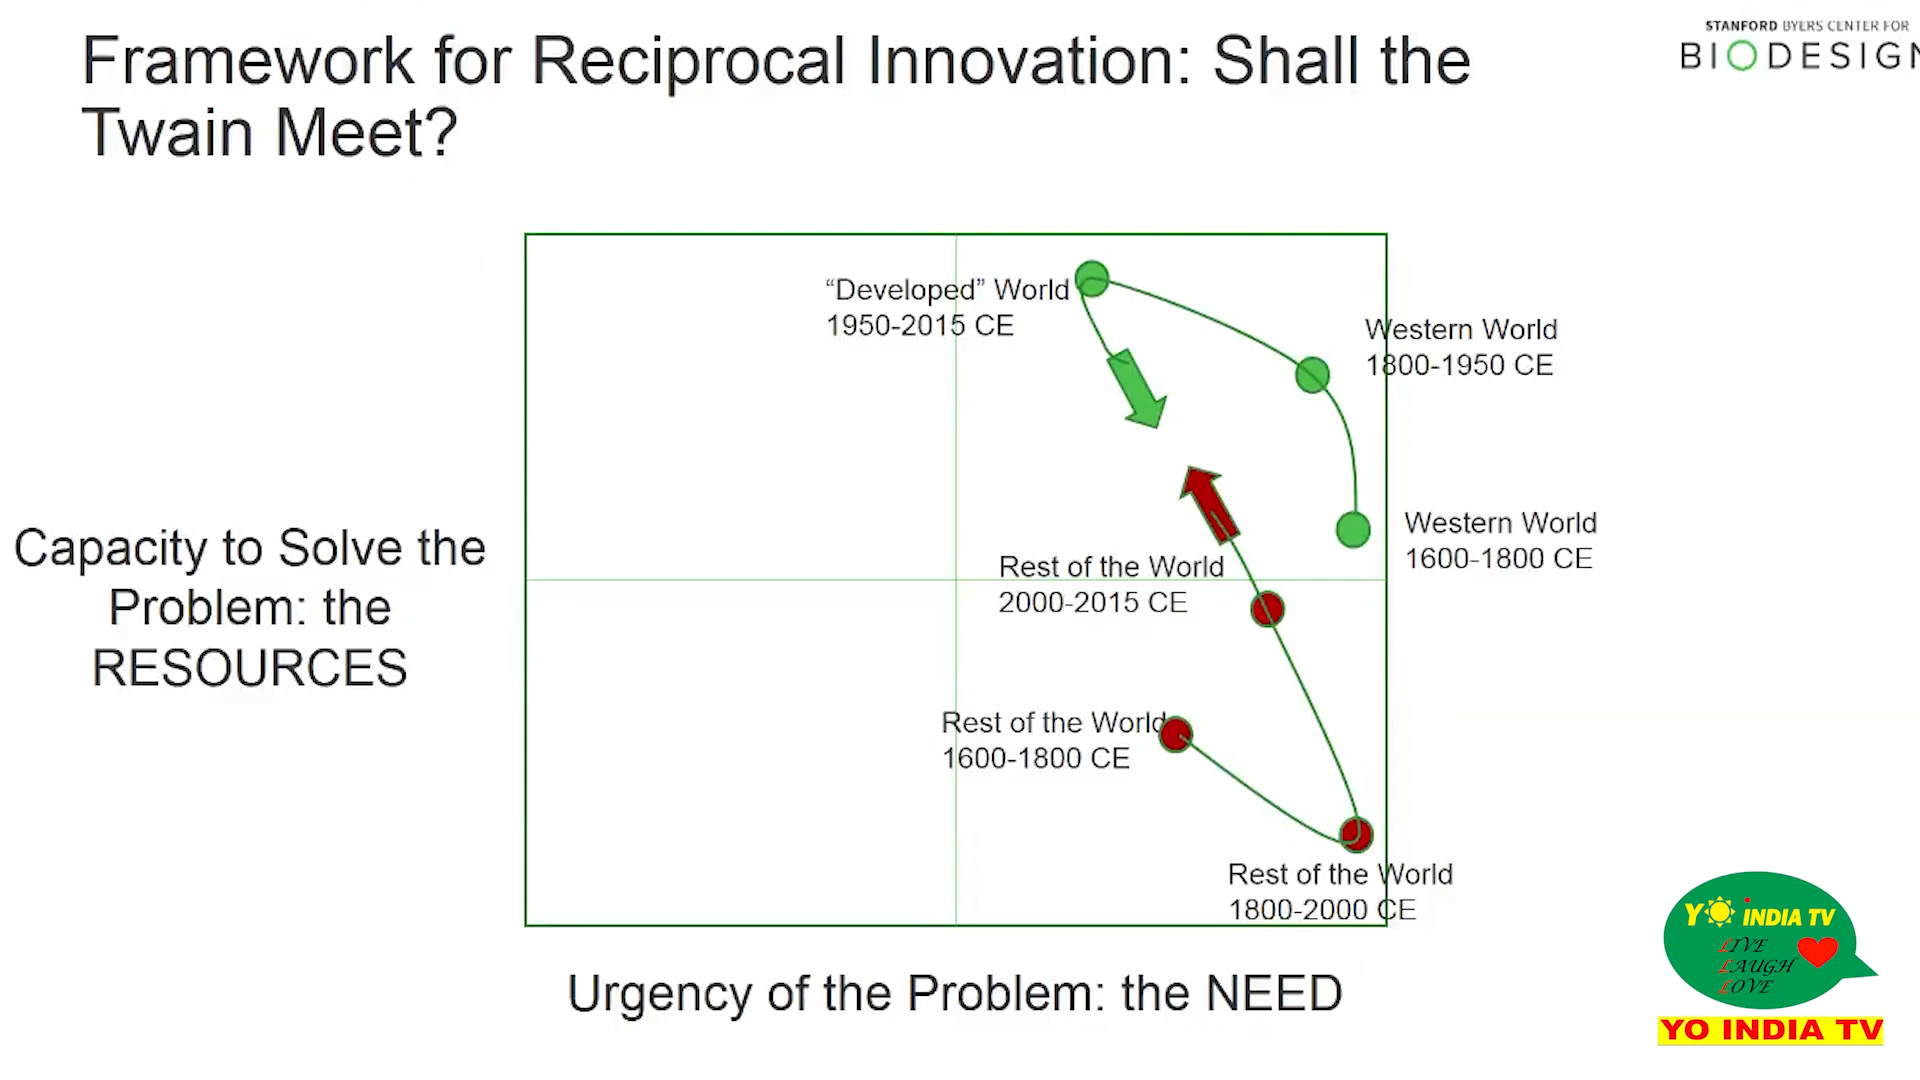 Framework for Reciprocal Innovation: Shall the
Twain Meet?
STANFORD BYERS CENTER FOR
BIODESIGN
“Developed” World
1950-2015 CE
Western World
1800-1950 CE
Western World
1600-1800 CE
Capacity to Solve the
Problem: the
RESOURCES
Rest of the World
2000-2015 CE
Rest of the World
1600-1800 CE
Rest of the World
1800-2000 CE
Urgency of the Problem: the NEED
YO INDIA TV
LIVE
LAUGH
LOVE
YO INDIA TV